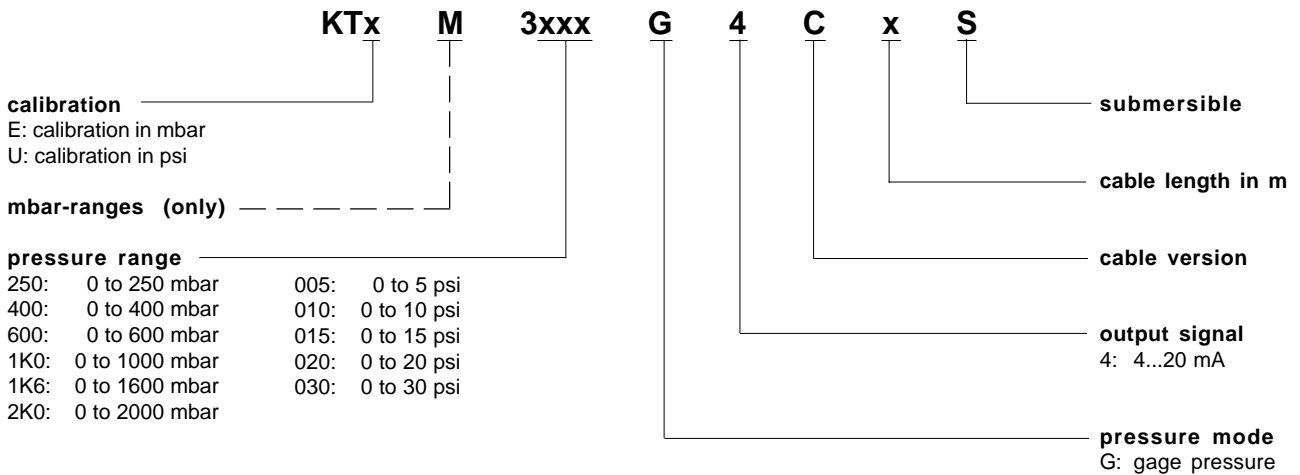 KTx M 3xxx G 4 C x S
calibration
E: calibration in mbar
U: calibration in psi
mbar-ranges (only)
pressure range
250: 0 to 250 mbar
400: 0 to 400 mbar
600: 0 to 600 mbar
1K0: 0 to 1000 mbar
1K6: 0 to 1600 mbar
2K0: 0 to 2000 mbar
005: 0 to 5 psi
010: 0 to 10 psi
015: 0 to 15 psi
020: 0 to 20 psi
030: 0 to 30 psi
submersible
cable length in m
cable version
output signal
4: 4...20 mA
pressure mode
G: gage pressure